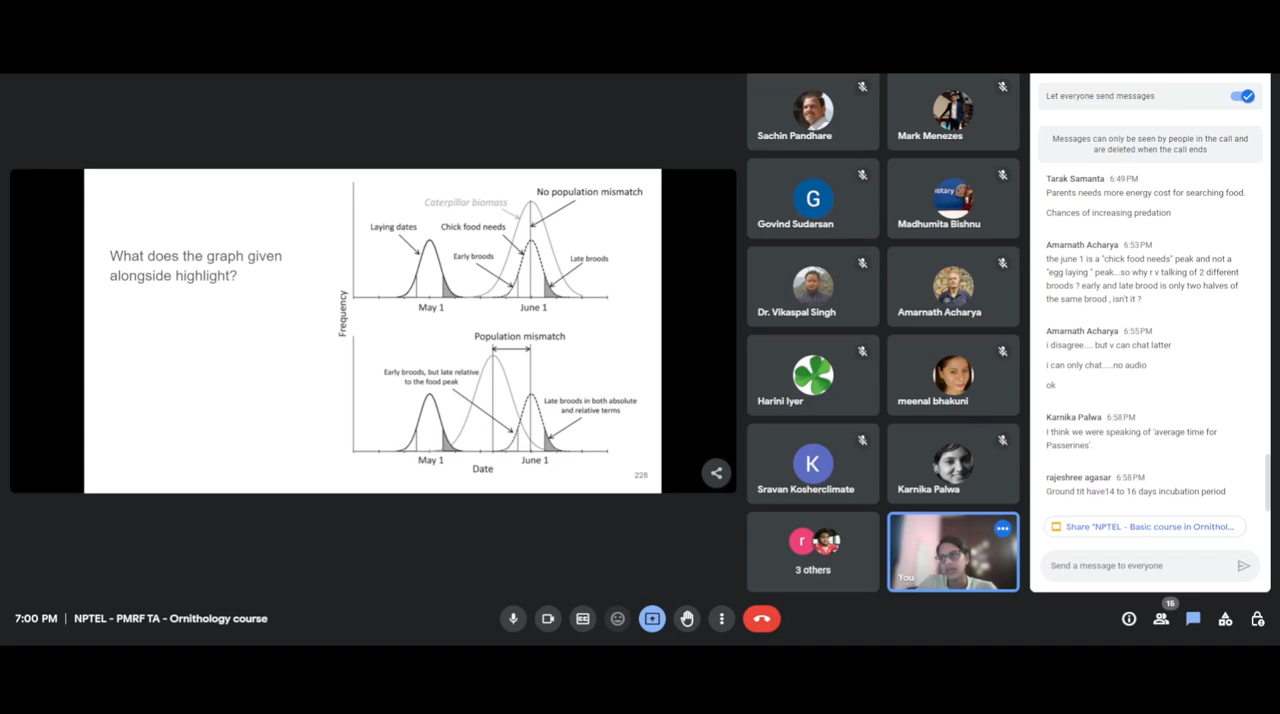 What does the graph given
alongside highlight?
No population mismatch
Caterpillar biomass
Laying dates
Chick food needs
Early broods
Late broods
May 1
June 1
Frequency
Population mismatch
Early broods, but late relative
to the food peak
Late broods in both absolute
and relative terms
May 1
June 1
Date
228
Sachin Pandhare
Mark Menezes
G
Govind Sudarsan
otary
Madhumita Bishnu
Dr. Vikaspal Singh
Amarnath Acharya
Harini Iyer
meenal bhakuni
K
Sravan Kosherclimate
Karnika Palwa
r
3 others
You
Let everyone send messages
Messages can only be seen by people in the call and
are deleted when the call ends
Tarak Samanta 6:49 PM
Parents needs more energy cost for searching food.
Chances of increasing predation
Amarnath Acharya 6:53 PM
the june 1 is a "chick food needs" peak and not a
"egg laying " peak...so why r v talking of 2 different
broods ? early and late brood is only two halves of
the same brood , isn't it ?
Amarnath Acharya 6:55 PM
i disagree.... but v can chat latter
i can only chat.....no audio
ok
Karnika Palwa 6:58 PM
I think we were speaking of 'average time for
Passerines'.
rajeshree agasar 6:58 PM
Ground tit have14 to 16 days incubation period
Share "NPTEL - Basic course in Ornithol...
Send a message to everyone
7:00 PM | NPTEL - PMRF TA - Ornithology course
CC
15